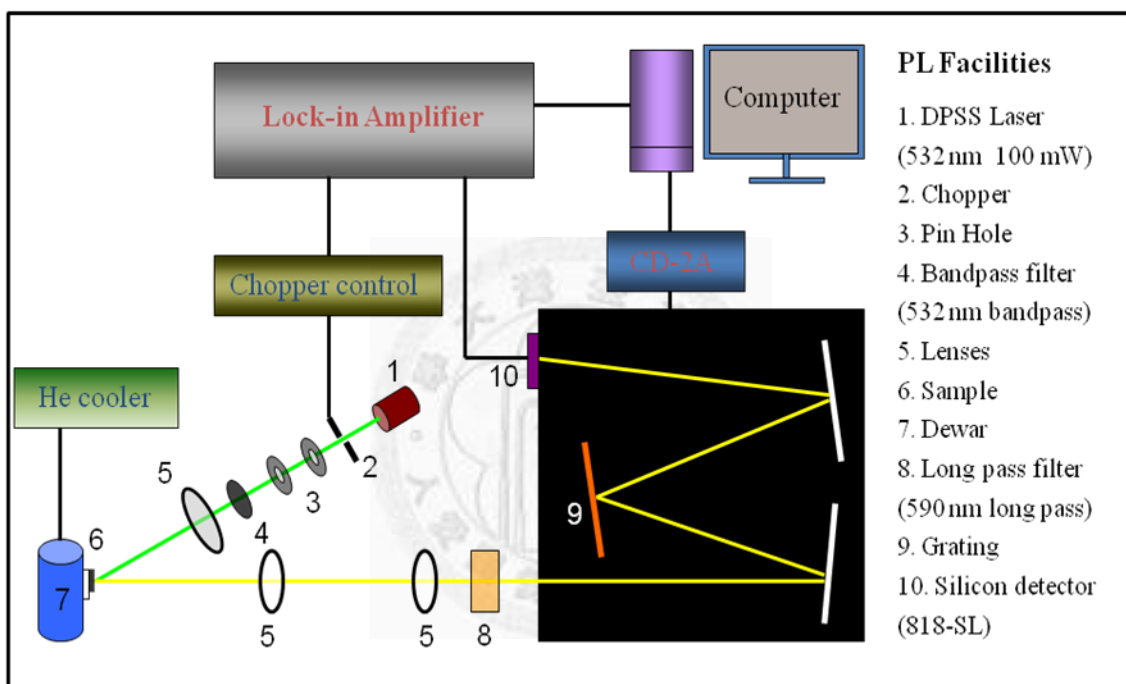 Lock-in Amplifier
Computer
PL Facilities
1. DPSS Laser
(532 nm 100 mW)
2. Chopper
3. Pin Hole
4. Bandpass filter
(532 nm bandpass)
5. Lenses
6. Sample
7. Dewar
8. Long pass filter
(590 nm long pass)
9. Grating
10. Silicon detector
(818-SL)
Chopper control
CD-2A
He cooler
1
2
3
4
5
6
7
5
5
8
9
10